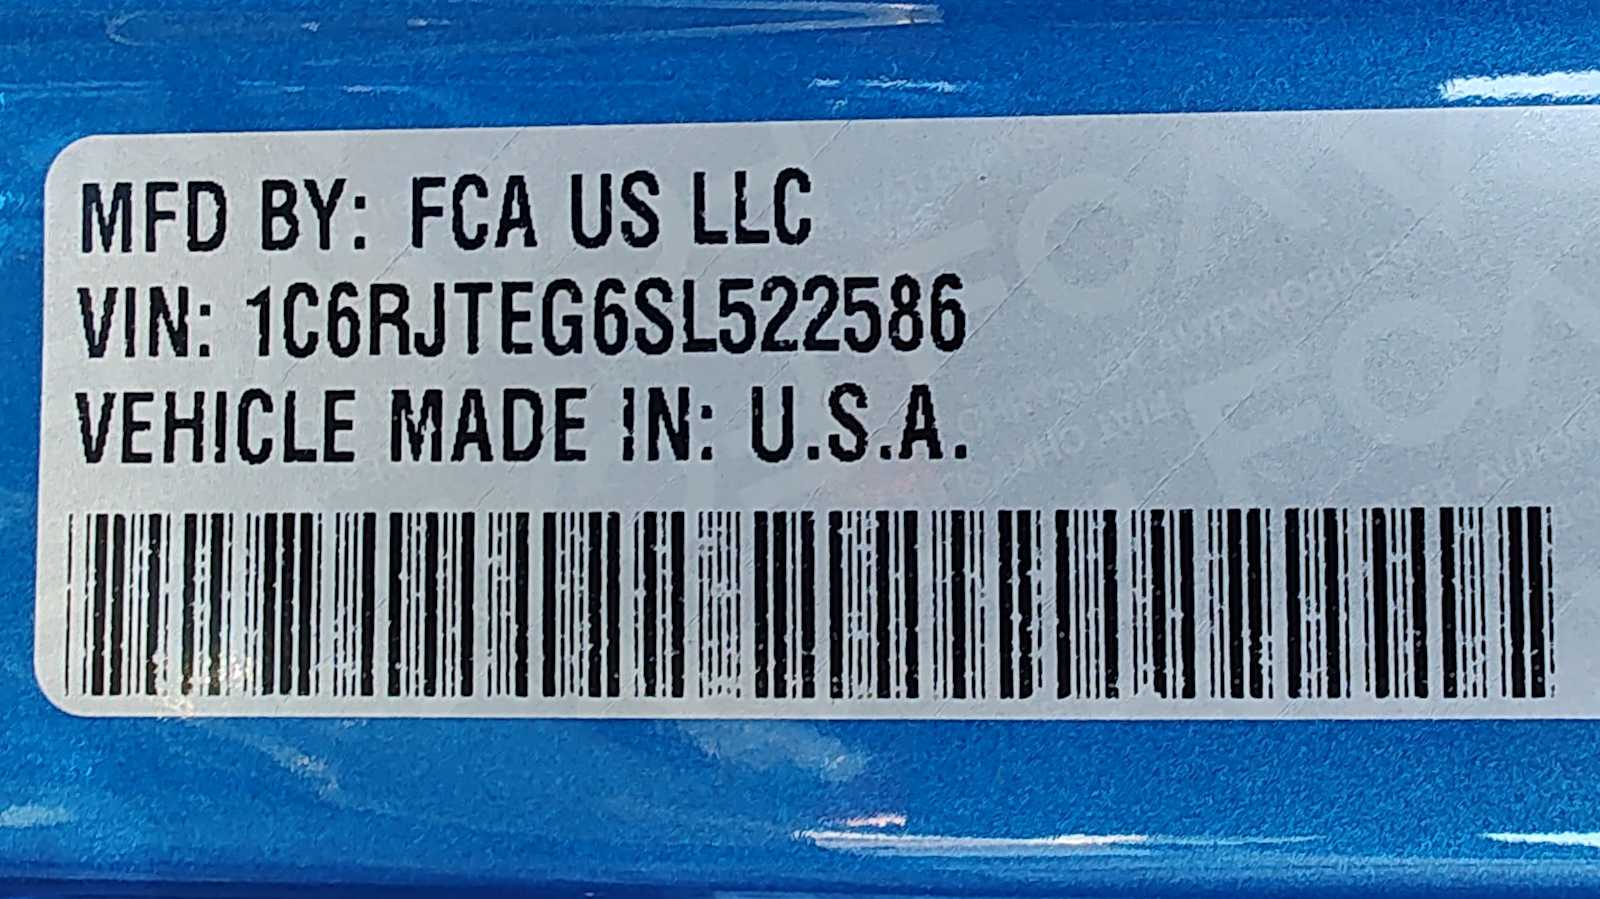 MFD BY: FCA US LLC
VIN: 1C6RJTEG6SL522586
VEHICLE MADE IN: U.S.A.